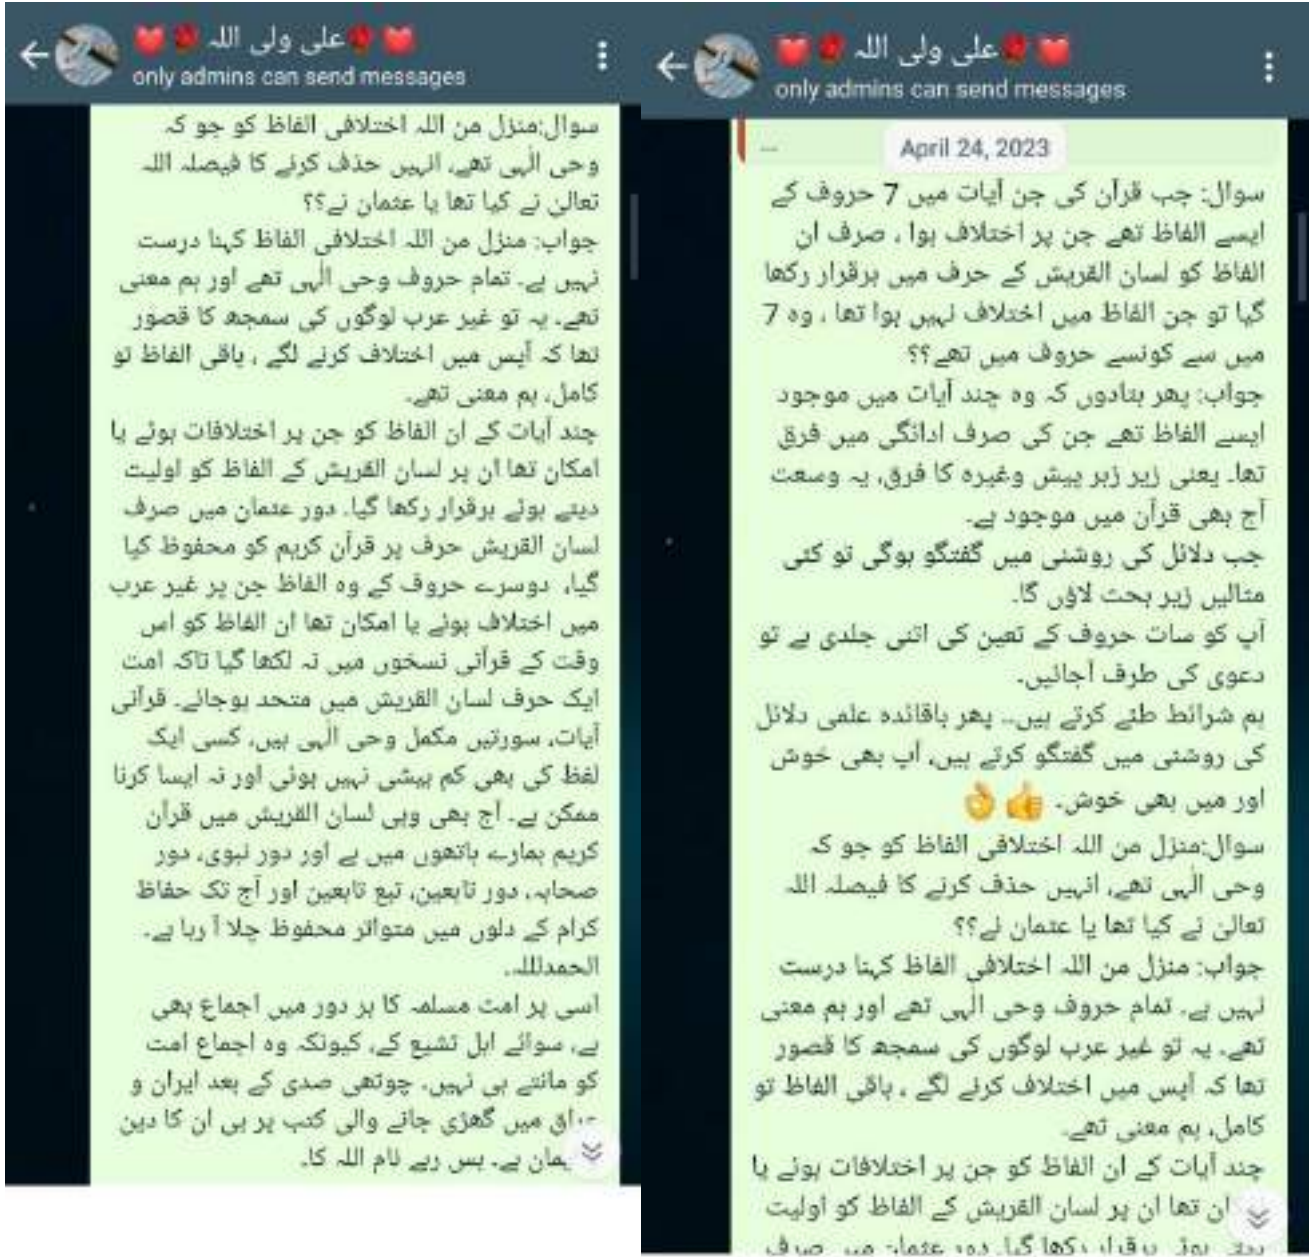 علی ولی اللہ
only admins can send messages
سوال:منزل من اللہ اختلافی الفاظ کو جو کہ
وحی الٰہی تھے، انہیں حذف کرنے کا فیصلہ اللہ
تعالیٰ نے کیا تھا یا عثمان نے؟؟
جواب: منزل من اللہ اختلافی الفاظ کہنا درست
نہیں ہے۔ تمام حروف وحی الٰہی تھے اور ہم معنی
تھے۔ یہ تو غیر عرب لوگوں کی سمجھ کا قصور
تھا کہ آپس میں اختلاف کرنے لگے ، باقی الفاظ تو
کامل، ہم معنی تھے۔
چند آیات کے ان الفاظ کو جن پر اختلافات ہوئے یا
امکان تھا ان پر لسان القریش کے الفاظ کو اولیت
دیتے ہوئے برقرار رکھا گیا۔ دور عثمان میں صرف
لسان القریش حرف پر قرآن کریم کو محفوظ کیا
گیا، دوسرے حروف کے وہ الفاظ جن پر غیر عرب
میں اختلاف ہوئے یا امکان تھا ان الفاظ کو اس
وقت کے قرآنی نسخوں میں نہ لکھا گیا تاکہ امت
ایک حرف لسان القریش میں متحد ہوجائے۔ قرآنی
آیات، سورتیں مکمل وحی الٰہی ہیں، کسی ایک
لفظ کی بھی کم بیشی نہیں ہوئی اور نہ ایسا کرنا
ممکن ہے۔ آج بھی وہی لسان القریش میں قرآن
کریم ہمارے ہاتھوں میں ہے اور دور نبوی، دور
صحابہ، دور تابعین، تبع تابعین اور آج تک حفاظ
کرام کے دلوں میں متواتر محفوظ چلا آ رہا ہے۔
الحمدللہ۔
اسی پر امت مسلمہ کا ہر دور میں اجماع بھی
ہے، سوائے اہل تشیع کے، کیونکہ وہ اجماع امت
کو مانتے ہی نہیں۔ چوتھی صدی کے بعد ایران و
عراق میں گھڑی جانے والی کتب پر ہی ان کا دین
ہے۔ بس رہے نام اللہ کا۔
علی ولی اللہ
only admins can send messages
April 24, 2023
سوال: جب قرآن کی جن آیات میں 7 حروف کے
ایسے الفاظ تھے جن پر اختلاف ہوا ، صرف ان
الفاظ کو لسان القریش کے حرف میں برقرار رکھا
گیا تو جن الفاظ میں اختلاف نہیں ہوا تھا ، وہ 7
میں سے کونسے حروف میں تھے؟؟
جواب: پھر بتادوں کہ وہ چند آیات میں موجود
ایسے الفاظ تھے جن کی صرف ادائگی میں فرق
تھا۔ یعنی زیر زبر پیش وغیرہ کا فرق، یہ وسعت
آج بھی قرآن میں موجود ہے۔
جب دلائل کی روشنی میں گفتگو ہوگی تو کئی
مثالیں زیر بحث لاؤں گا۔
آپ کو سات حروف کے تعین کی اتنی جلدی ہے تو
دعوی کی طرف آجائیں۔
ہم شرائط طئے کرتے ہیں.. پھر باقائدہ علمی دلائل
کی روشنی میں گفتگو کرتے ہیں، آپ بھی خوش
اور میں بھی خوش۔ 👍👌
سوال:منزل من اللہ اختلافی الفاظ کو جو کہ
وحی الٰہی تھے، انہیں حذف کرنے کا فیصلہ اللہ
تعالیٰ نے کیا تھا یا عثمان نے؟؟
جواب: منزل من اللہ اختلافی الفاظ کہنا درست
نہیں ہے۔ تمام حروف وحی الٰہی تھے اور ہم معنی
تھے۔ یہ تو غیر عرب لوگوں کی سمجھ کا قصور
تھا کہ آپس میں اختلاف کرنے لگے ، باقی الفاظ تو
کامل، ہم معنی تھے۔
چند آیات کے ان الفاظ کو جن پر اختلافات ہوئے یا
تھا ان پر لسان القریش کے الفاظ کو اولیت
دیتے ہوئے برقرار رکھا گیا۔ دور عثمان میں صرف